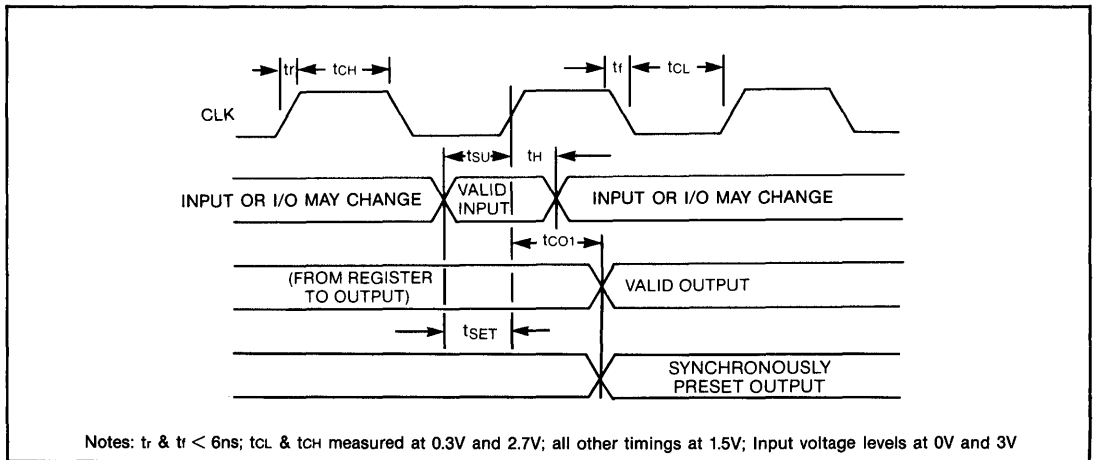 tr tCH tf tCL
CLK
tSU tH
INPUT OR I/O MAY CHANGE VALID INPUT OR I/O MAY CHANGE
INPUT
tCO1
(FROM REGISTER VALID OUTPUT
TO OUTPUT)
tSET
SYNCHRONOUSLY
PRESET OUTPUT
Notes: tr & tf < 6ns; tCL & tCH measured at 0.3V and 2.7V; all other timings at 1.5V; Input voltage levels at 0V and 3V